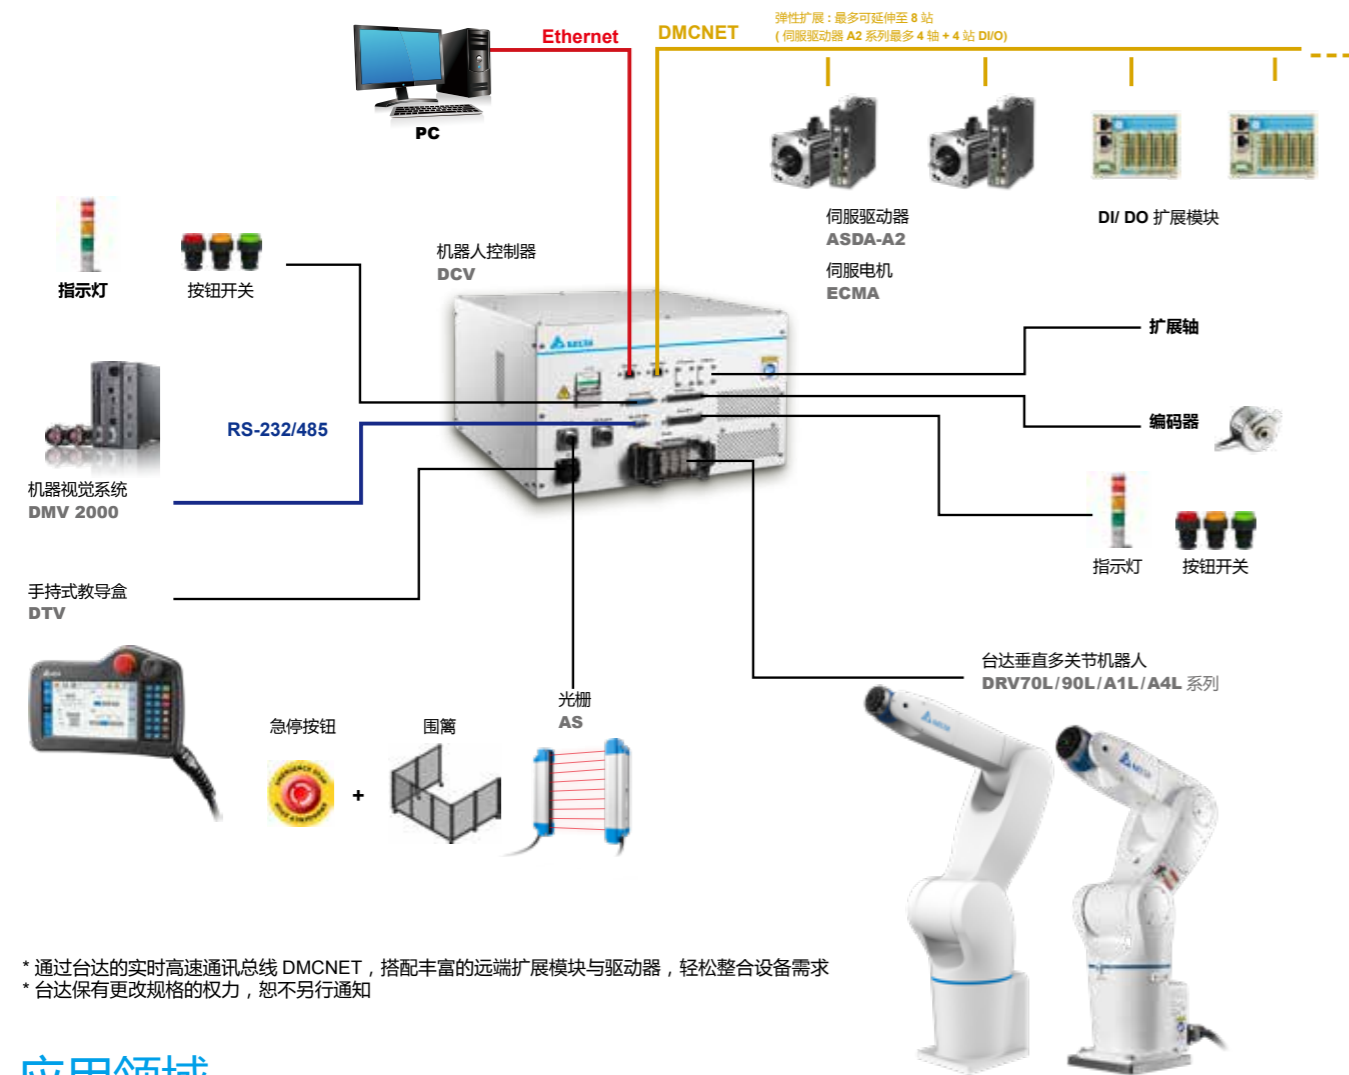 弹性扩展 : 最多可延伸至 8 站
( 伺服驱动器 A2 系列最多 4 轴 + 4 站 DI/O)
Ethernet
DMCNET
PC
伺服驱动器
ASDA-A2
伺服电机
ECMA
DI/ DO 扩展模块
指示灯
按钮开关
机器人控制器
DCV
扩展轴
编码器
RS-232/485
机器视觉系统
DMV 2000
指示灯
按钮开关
手持式教导盒
DTV
台达垂直多关节机器人
DRV70L/90L/A1L/A4L 系列
光栅
AS
急停按钮
围篱
+
* 通过台达的实时高速通讯总线 DMCNET，搭配丰富的远端扩展模块与驱动器，轻松整合设备需求
* 台达保有更改规格的权力，恕不另行通知
应用领域